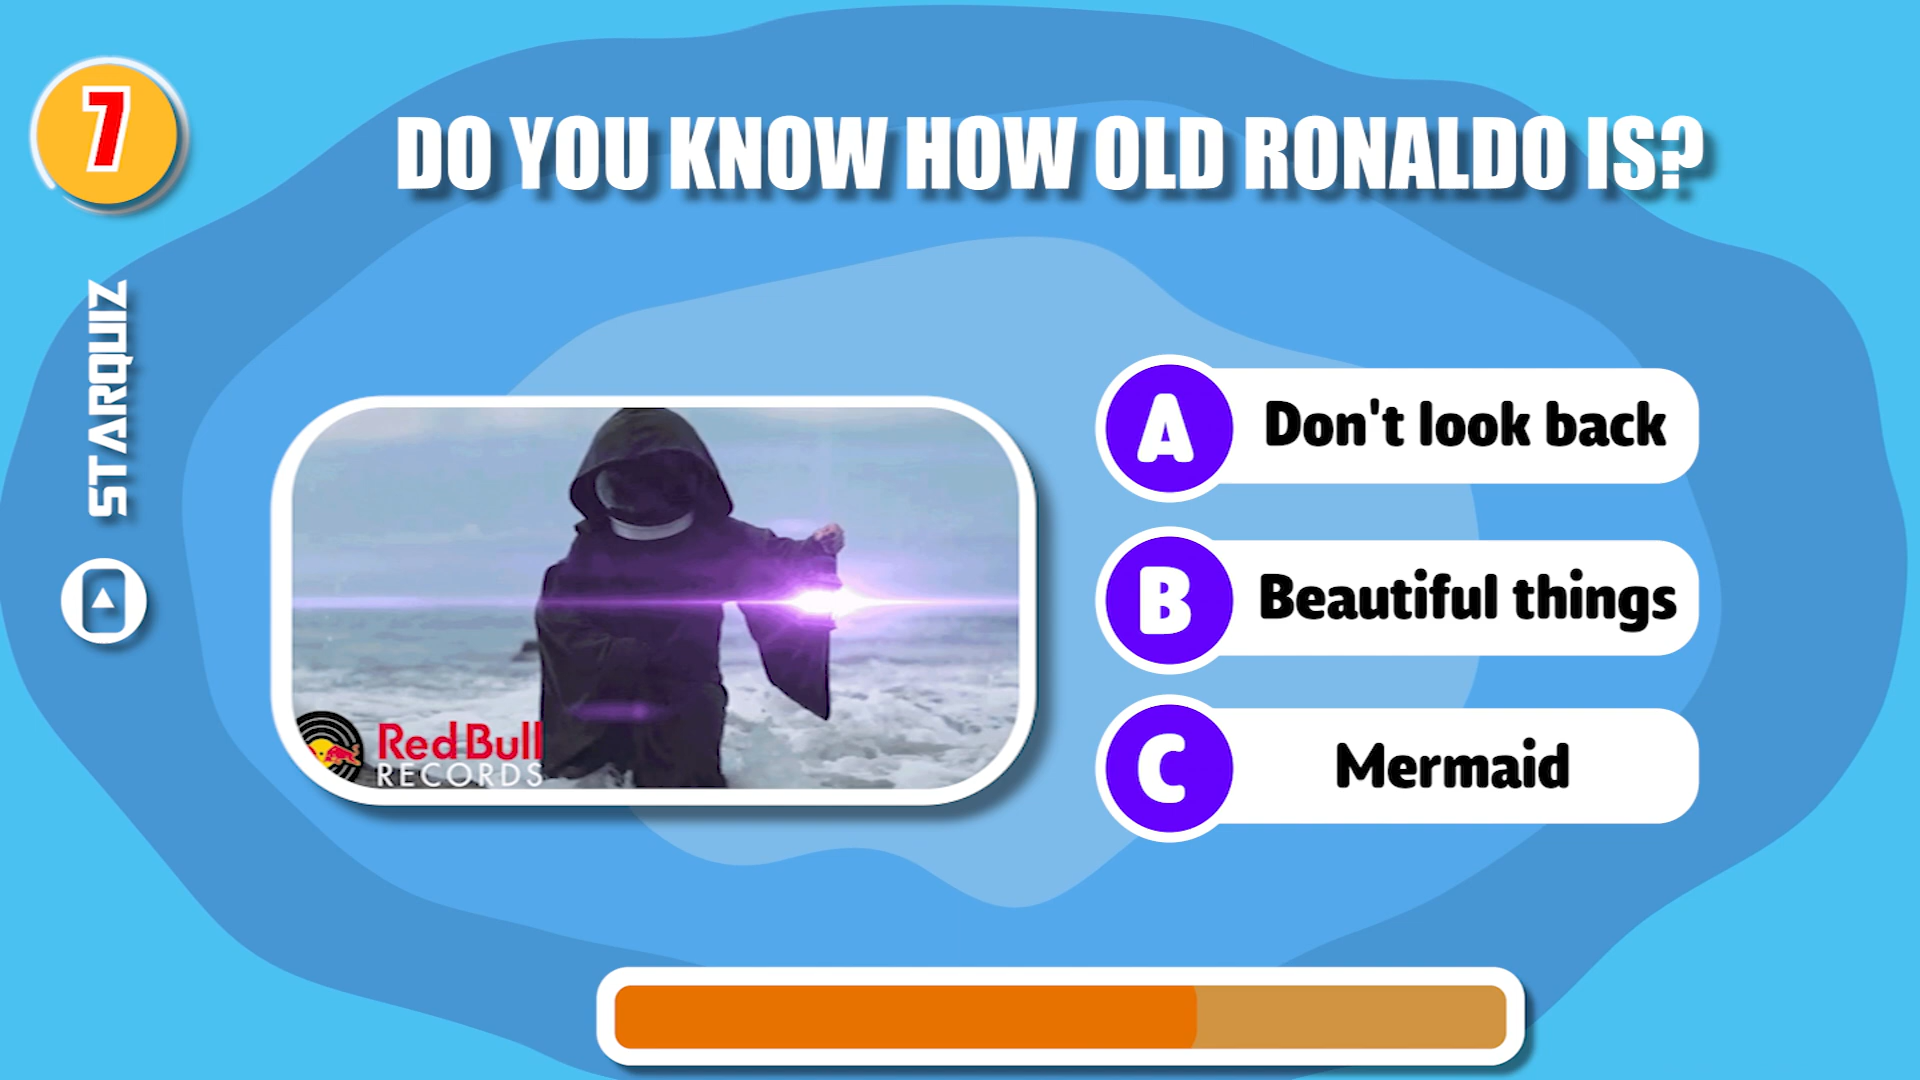 7
DO YOU KNOW HOW OLD RONALDO IS?
STARQUIZ
A Don't look back
B Beautiful things
C Mermaid
Red Bull
RECORDS